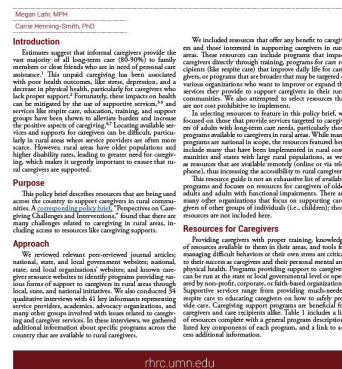 Megan Lahr, MPH
Carrie Henning-Smith, PhD
Introduction
Estimates suggest that informal caregivers provide the
vast majority of all long-term care (80-90%) to family
members or close friends who are in need of personal care
assistance.¹ This unpaid caregiving has been associated
with poor health outcomes, like stress, depression, and a
decrease in physical health, particularly for caregivers who
lack proper support.² Fortunately, these impacts on health
can be mitigated by the use of supportive services,
services like respite care, education, training, and support
groups have been shown to alleviate burden and increase
the positive aspects of caregiving. Locating available ser-
vices and supports for caregivers can be difficult, particu-
larly in rural areas where service providers are often more
scarce. However, rural areas have older populations and
higher disability rates, leading to greater need for caregiv-
ing, which makes it urgently important to ensure that ru-
ral caregivers are supported.
Purpose
This policy brief describes resources that are being used
across the country to support caregivers in rural commu-
nities. A corresponding policy brief, "Perspectives on Care-
giving Challenges and Interventions," found that there are
many challenges related to caregiving in rural areas, in-
cluding access to resources like caregiving supports.
Approach
We reviewed relevant peer-reviewed journal articles;
national, state, and local government websites; national,
state, and local organizations' websites; and known care-
giver resource websites to identify programs providing var-
ious forms of support to caregivers in rural areas through
local, state, and national initiatives. We also conducted 34
qualitative interviews with 41 key informants representing
service providers, academics, advocacy organizations, and
many other groups involved with issues related to caregiv-
ing and caregiver services. In these interviews, we gathered
additional information about specific programs across the
country that are available to rural caregivers.
We included resources that offer any benefit to caregiv
ers and those interested in supporting caregivers in rur
areas. These resources can include programs that impa
caregivers directly through training, programs for care r
cipients (like respite care) that improve daily life for car
givers, or programs that are broader that may be targeted
various organizations who want to improve or expand th
services they provide to support caregivers in their rur
communities. We also attempted to select resources tha
are not cost prohibitive to implement.
In selecting resources to feature in this policy brief, w
focused on those that provide services targeted to caregiv
ers of adults with long-term care needs, particularly tho
programs available to caregivers in rural areas. While man
programs are national in scope, the resources featured he
include many that have been implemented in rural com
munities and states with large rural populations, as we
as resources that are available remotely (online or via tel
phone), thus increasing the accessibility to rural caregiver
This resource guide is not an exhaustive list of availab
programs and focuses on resources for caregivers of olde
adults and adults with functional impairments. There a
many other organizations that focus on supporting car
givers of other groups of individuals (i.e., children); tho
resources are not included here.
Resources for Caregivers
Providing caregivers with proper training, knowledg
of resources available to them in their areas, and tools f
managing difficult behaviors or their own stress are critic
to their success as caregivers and their personal mental an
physical health. Programs providing support to caregive
can be run at the state or local governmental level or ope
ated by non-profit, corporate, or faith-based organization
Supportive services range from providing much-neede
respite care to educating caregivers on how to safely pro
vide care. Caregiving support programs are beneficial fo
caregivers and care recipients alike. Table 1 includes a li
of resources complete with a general program descriptio
listed key components of each program, and a link to a
cess additional information.
rhrc.umn.edu